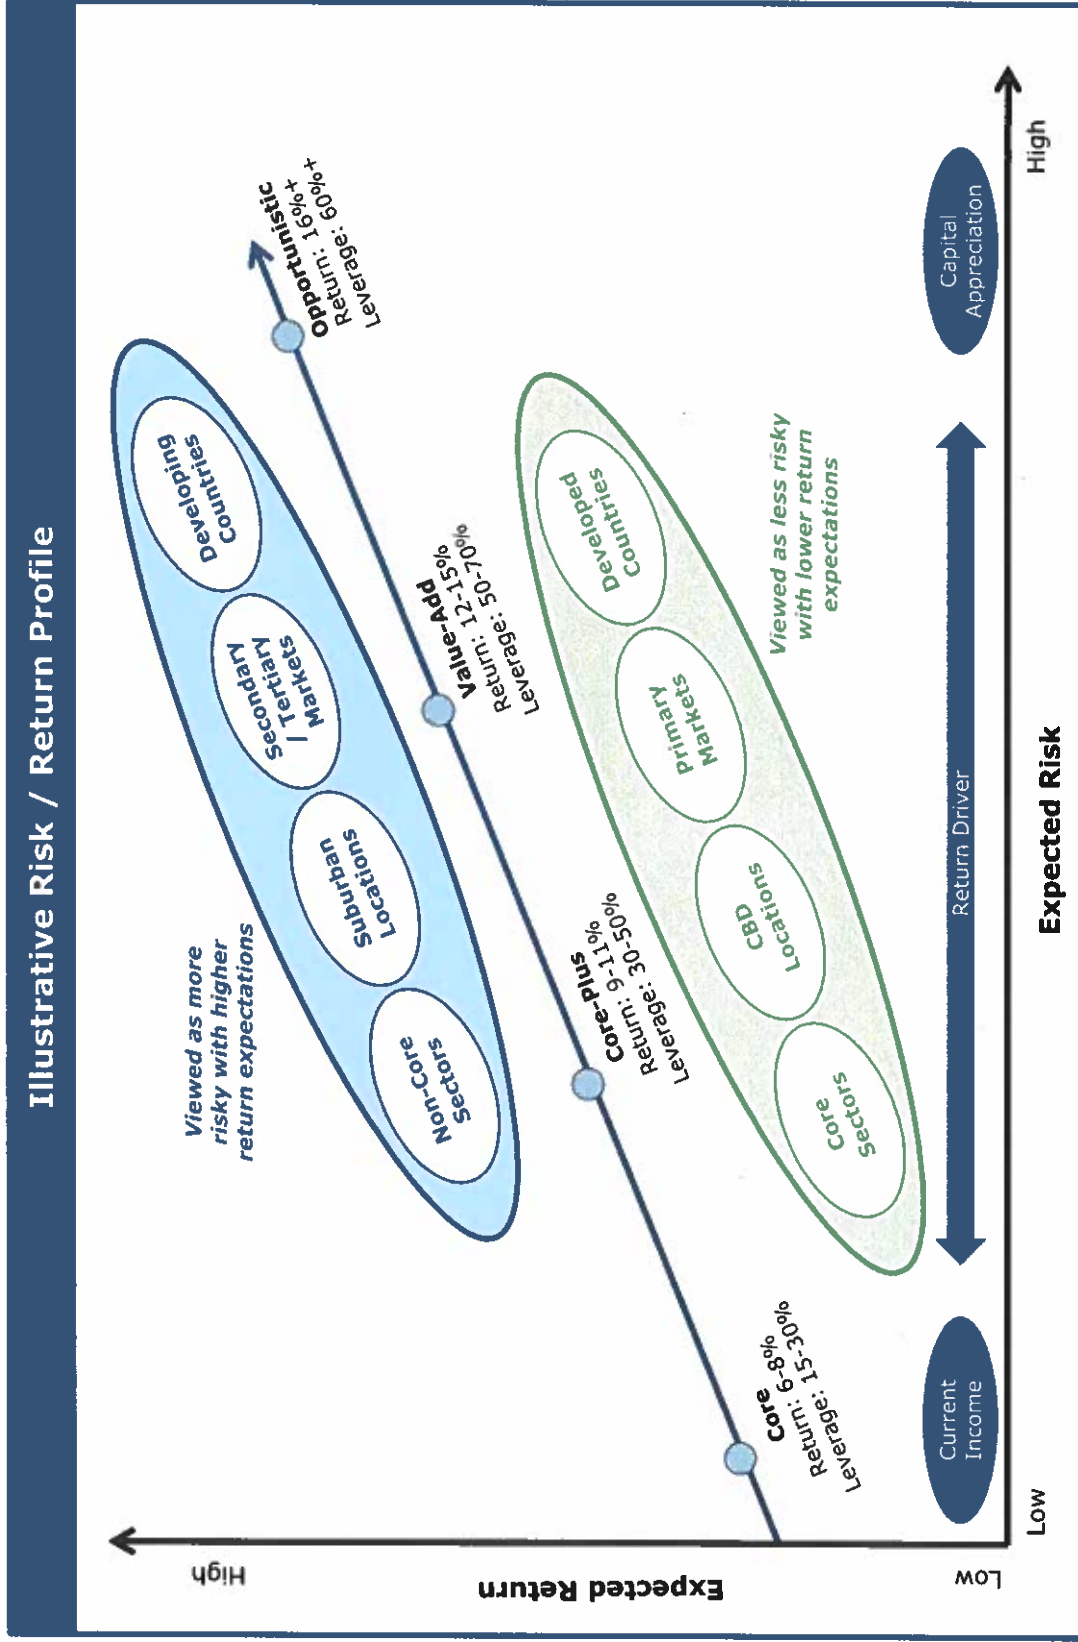 Illustrative Risk / Return Profile
Expected Return
High
Low
Viewed as more
risky with higher
return expectations
Non-Core
Sectors
Suburban
Locations
Secondary
/ Tertiary
Markets
Developing
Countries
Core
Return: 6-8%
Leverage: 15-30%
Core-Plus
Return: 9-11%
Leverage: 30-50%
Value-Add
Return: 12-15%
Leverage: 50-70%
Opportunistic
Return: 16%+
Leverage: 60%+
Core
Sectors
CBD
Locations
Primary
Markets
Developed
Countries
Viewed as less risky
with lower return
expectations
Current
Income
Return Driver
Capital
Appreciation
Low
Expected Risk
High